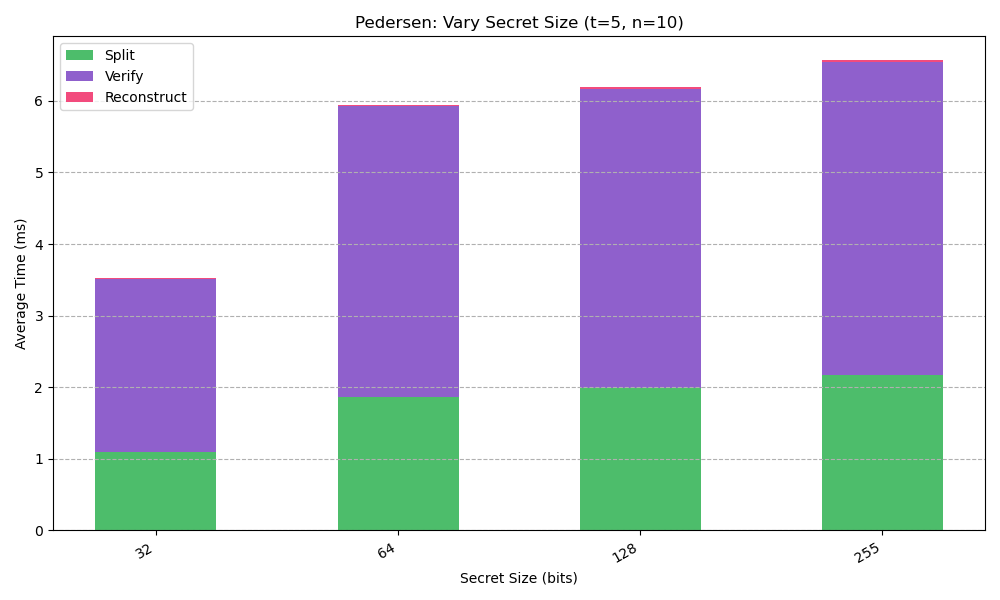 Pedersen: Vary Secret Size (t=5, n=10)
Split
Verify
Reconstruct
Average Time (ms)
6
5
4
3
2
1
0
32
64
128
255
Secret Size (bits)